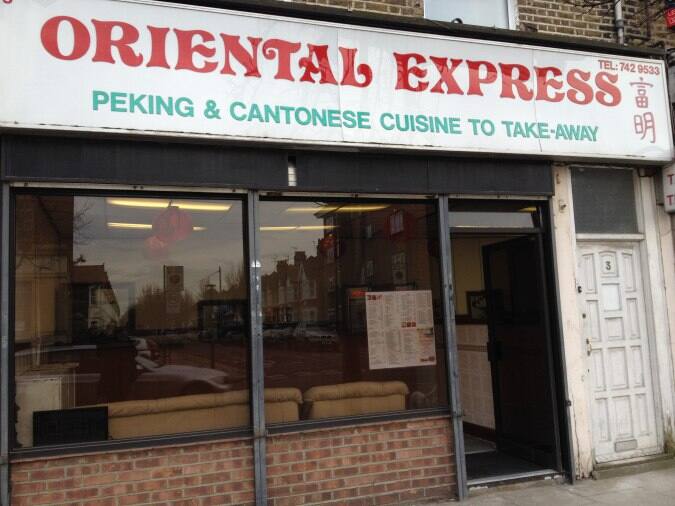 ORIENTAL EXPRESS
TEL: 742 9533
富明
PEKING & CANTONESE CUISINE TO TAKE-AWAY
3